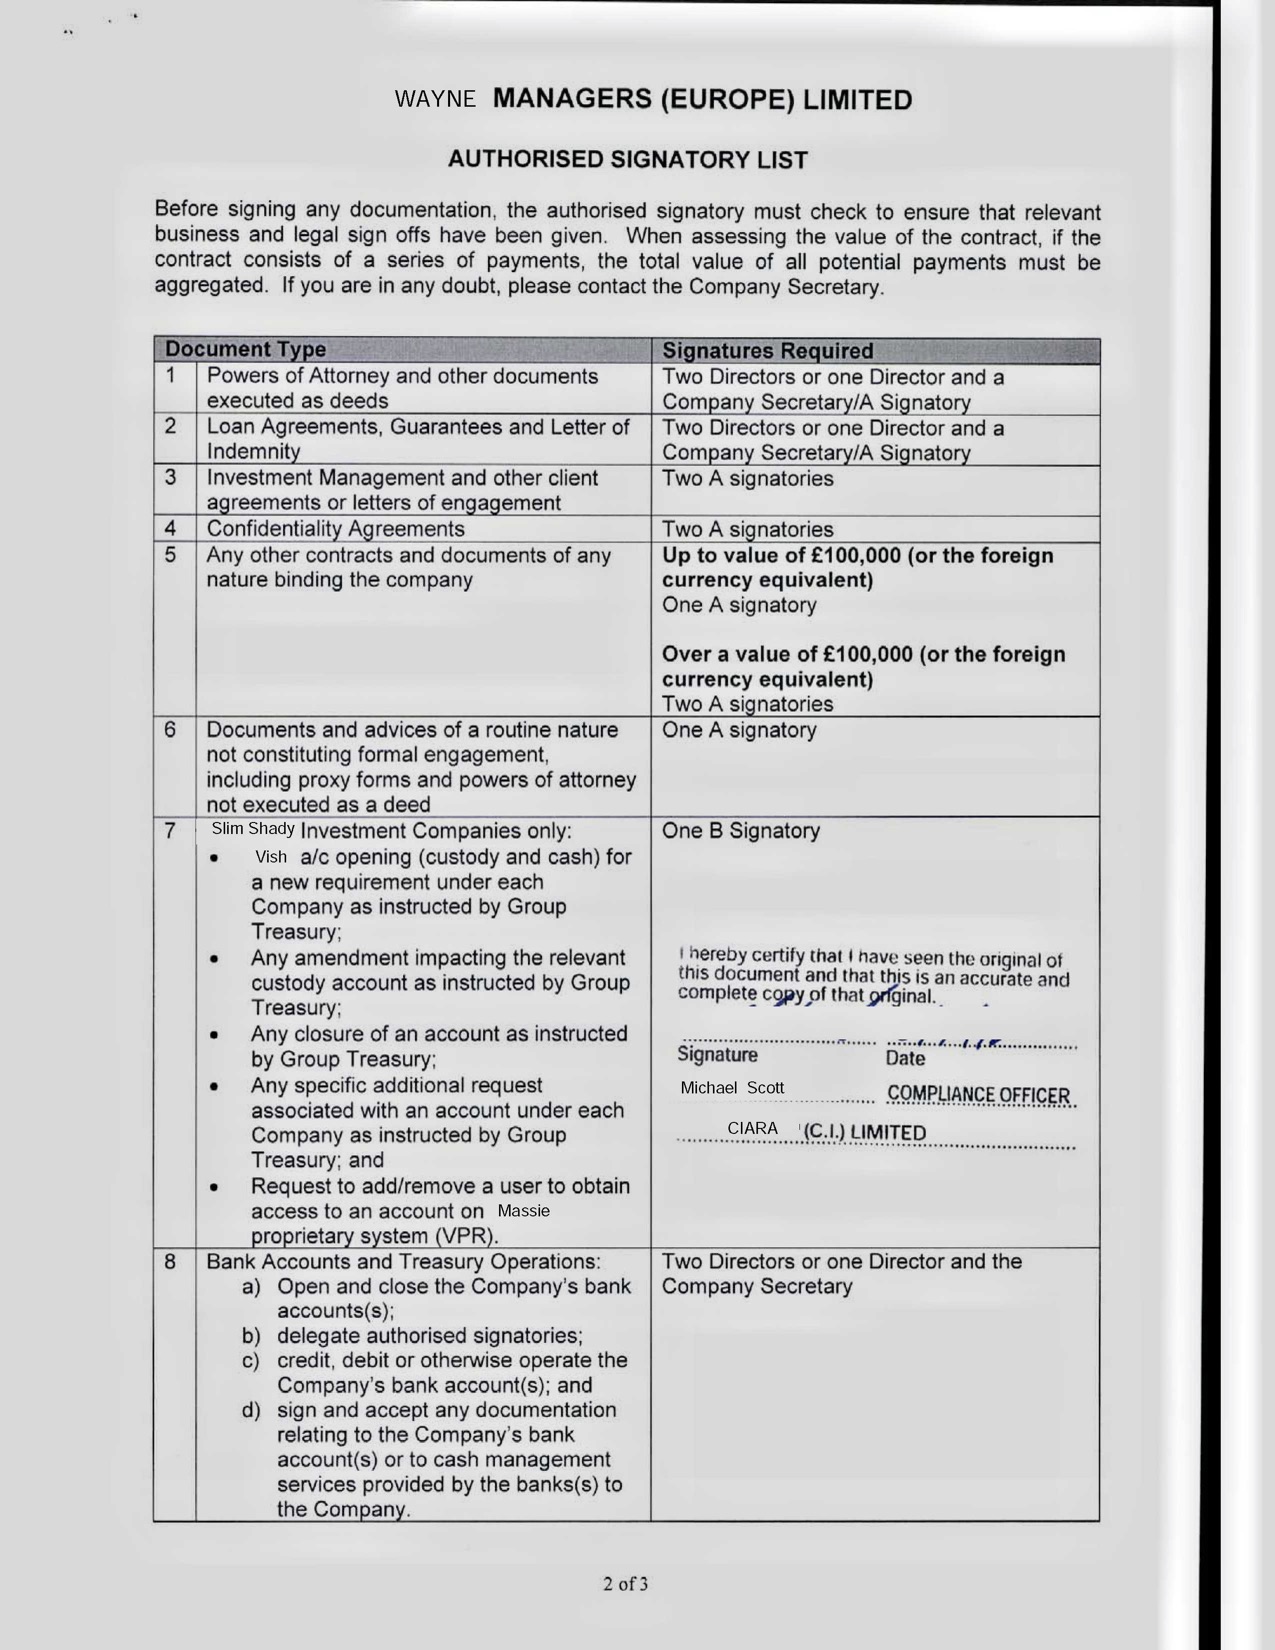 WAYNE MANAGERS (EUROPE) LIMITED
AUTHORISED SIGNATORY LIST
Before signing any documentation, the authorised signatory must check to ensure that relevant
business and legal sign offs have been given. When assessing the value of the contract, if the
contract consists of a series of payments, the total value of all potential payments must be
aggregated. If you are in any doubt, please contact the Company Secretary.
Document Type Signatures Required
1 Powers of Attorney and other documents Two Directors or one Director and a
executed as deeds Company Secretary/A Signatory
2 Loan Agreements, Guarantees and Letter of Two Directors or one Director and a
Indemnity Company Secretary/A Signatory
3 Investment Management and other client Two A signatories
agreements or letters of engagement
4 Confidentiality Agreements Two A signatories
5 Any other contracts and documents of any Up to value of £100,000 (or the foreign
nature binding the company currency equivalent)
One A signatory
Over a value of £100,000 (or the foreign
currency equivalent)
Two A signatories
6 Documents and advices of a routine nature One A signatory
not constituting formal engagement,
including proxy forms and powers of attorney
not executed as a deed
7 Slim Shady Investment Companies only: One B Signatory
• Vish a/c opening (custody and cash) for
a new requirement under each
Company as instructed by Group
Treasury;
• Any amendment impacting the relevant
custody account as instructed by Group
Treasury;
• Any closure of an account as instructed
by Group Treasury;
• Any specific additional request
associated with an account under each
Company as instructed by Group
Treasury; and
• Request to add/remove a user to obtain
access to an account on Massie
proprietary system (VPR).
I hereby certify that I have seen the original of
this document and that this is an accurate and
complete copy of that original.
Signature Date
Michael Scott COMPLIANCE OFFICER
CIARA (C.I.) LIMITED
8 Bank Accounts and Treasury Operations: Two Directors or one Director and the
a) Open and close the Company's bank Company Secretary
accounts(s);
b) delegate authorised signatories;
c) credit, debit or otherwise operate the
Company's bank account(s); and
d) sign and accept any documentation
relating to the Company's bank
account(s) or to cash management
services provided by the banks(s) to
the Company.
2 of 3